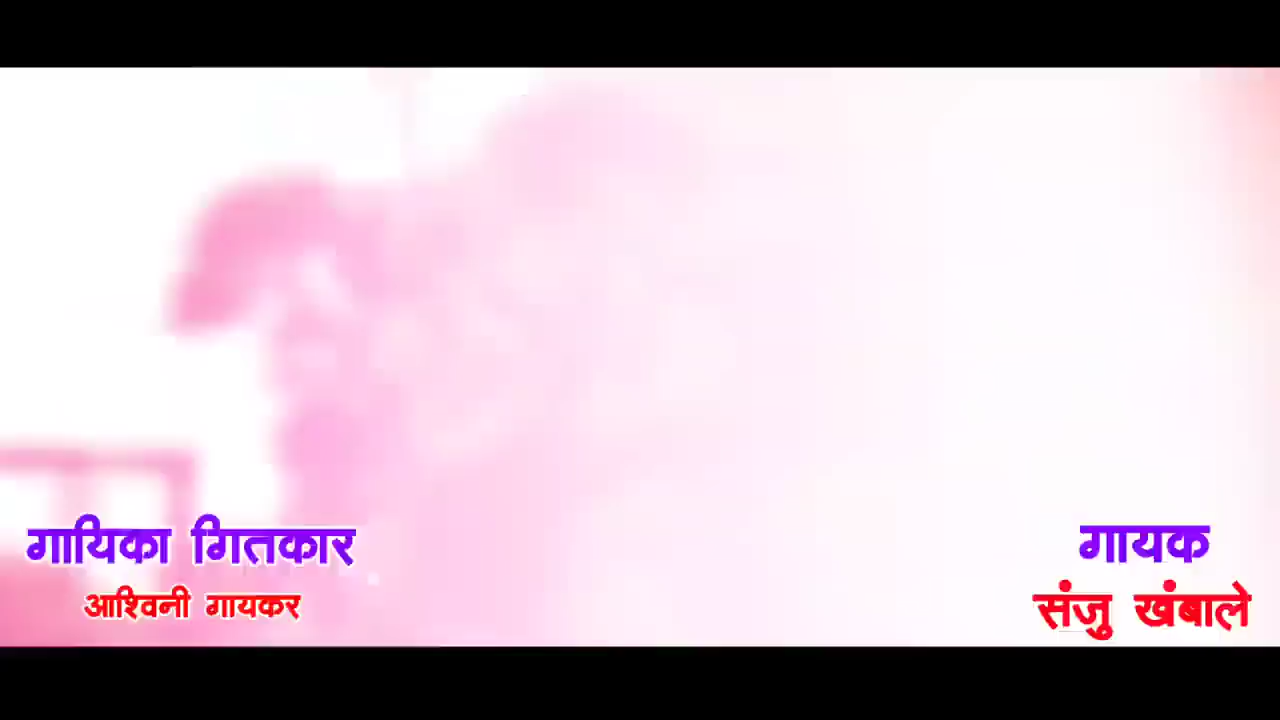 गायिका गितकार
आश्विनी गायकर
गायक
संजु खंबाले